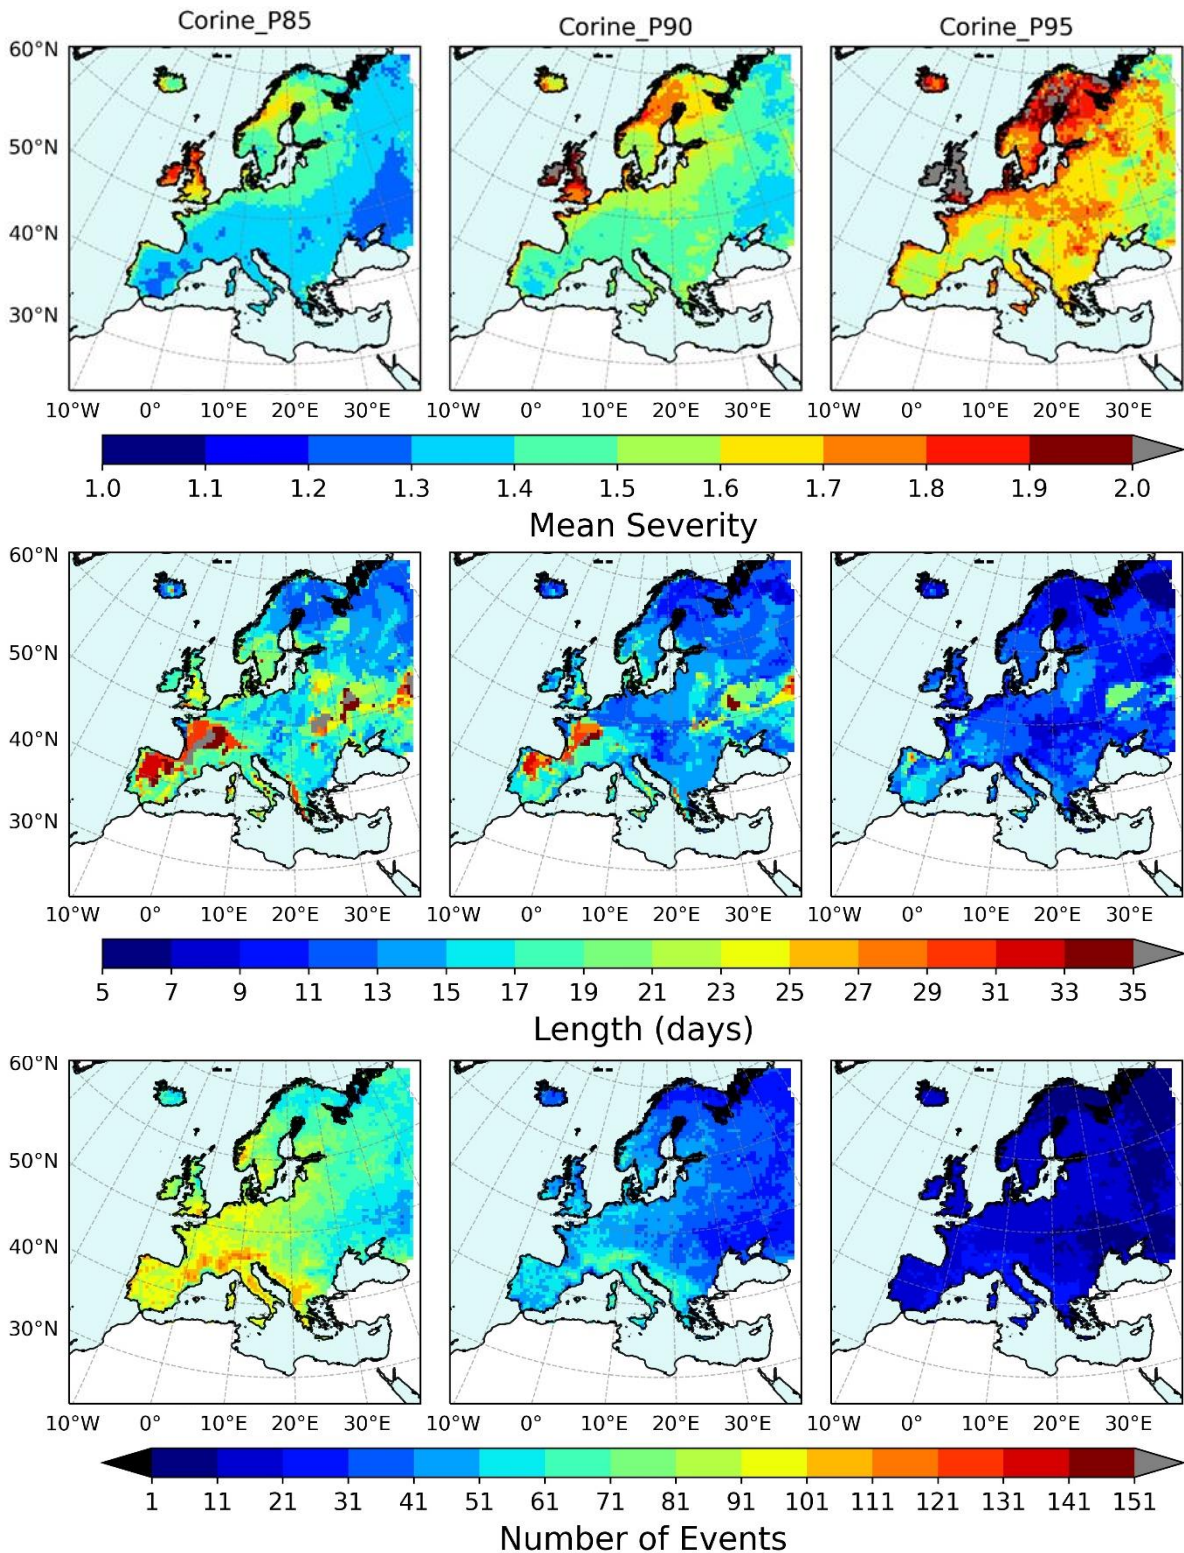 Corine_P85 Corine_P90 Corine_P95
60°N
50°N
40°N
30°N
10°W 0° 10°E 20°E 30°E 10°W 0° 10°E 20°E 30°E 10°W 0° 10°E 20°E 30°E
1.0 1.1 1.2 1.3 1.4 1.5 1.6 1.7 1.8 1.9 2.0
Mean Severity
60°N
50°N
40°N
30°N
10°W 0° 10°E 20°E 30°E 10°W 0° 10°E 20°E 30°E 10°W 0° 10°E 20°E 30°E
5 7 9 11 13 15 17 19 21 23 25 27 29 31 33 35
Length (days)
60°N
50°N
40°N
30°N
10°W 0° 10°E 20°E 30°E 10°W 0° 10°E 20°E 30°E 10°W 0° 10°E 20°E 30°E
1 11 21 31 41 51 61 71 81 91 101 111 121 131 141 151
Number of Events